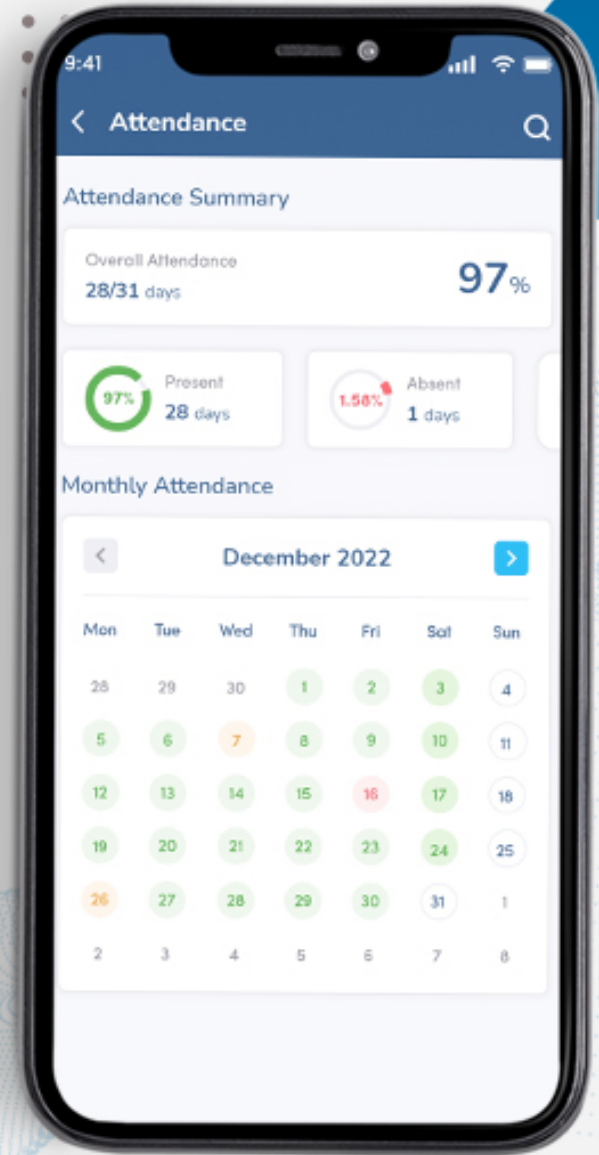 9:41
Attendance
Attendance Summary
Overall Attendance
28/31 days
97%
97%
Present
28 days
1.58%
Absent
1 days
Monthly Attendance
December 2022
Mon Tue Wed Thu Fri Sat Sun
28 29 30 1 2 3 4
5 6 7 8 9 10 11
12 13 14 15 16 17 18
19 20 21 22 23 24 25
26 27 28 29 30 31 1
2 3 4 5 6 7 8